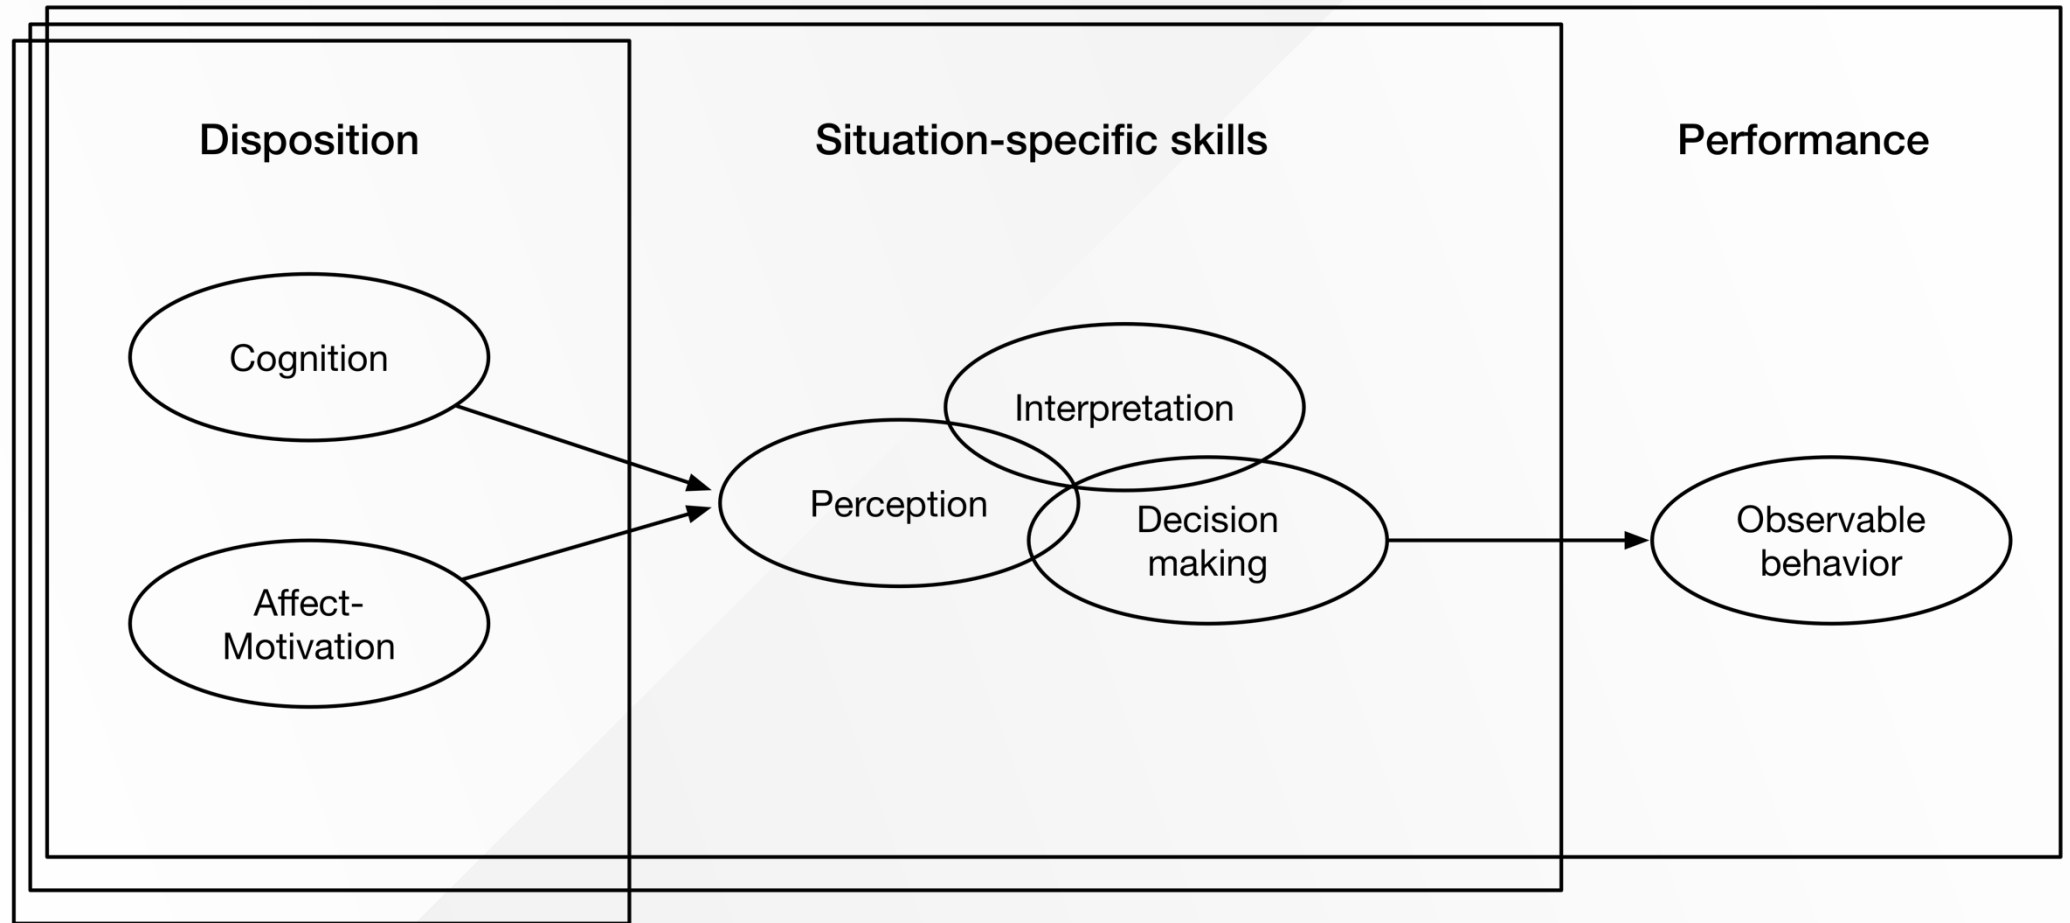 Disposition
Situation-specific skills
Performance
Cognition
Affect-
Motivation
Interpretation
Perception
Decision
making
Observable
behavior